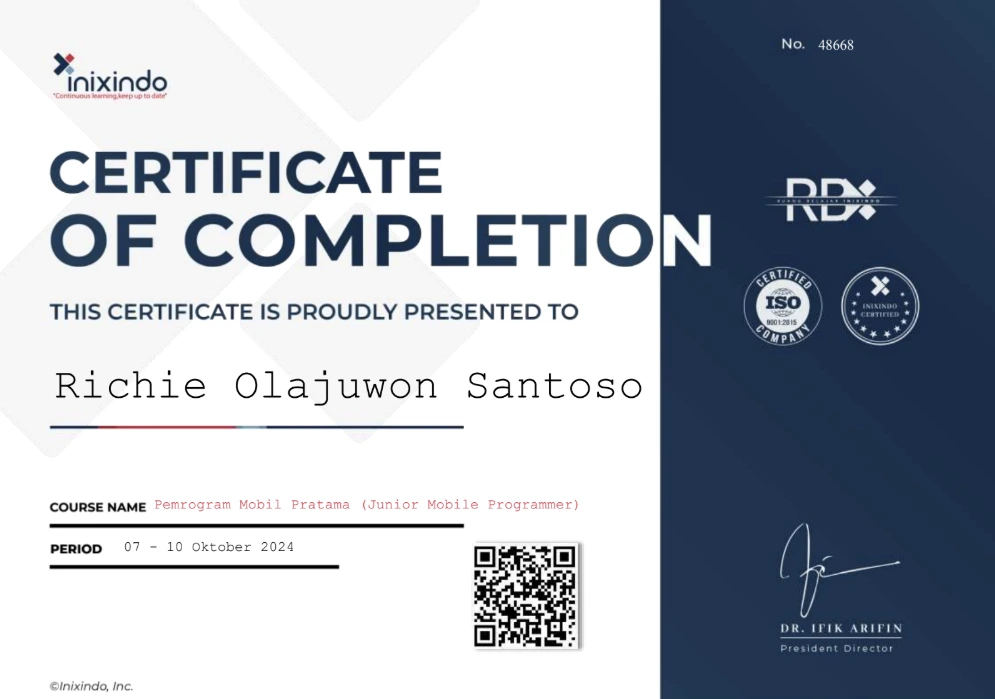 inixindo
"Continuous learning,keep up to date"
No. 48668
CERTIFICATE
OF COMPLETION
THIS CERTIFICATE IS PROUDLY PRESENTED TO
Richie Olajuwon Santoso
RBX
RUANG BELAJAR INIXINDO
CERTIFIED
ISO
9001:2015
COMPANY
INIXINDO
CERTIFIED
COURSE NAME Pemrogram Mobil Pratama (Junior Mobile Programmer)
PERIOD 07 - 10 Oktober 2024
DR. IFIK ARIFIN
President Director
©Inixindo, Inc.